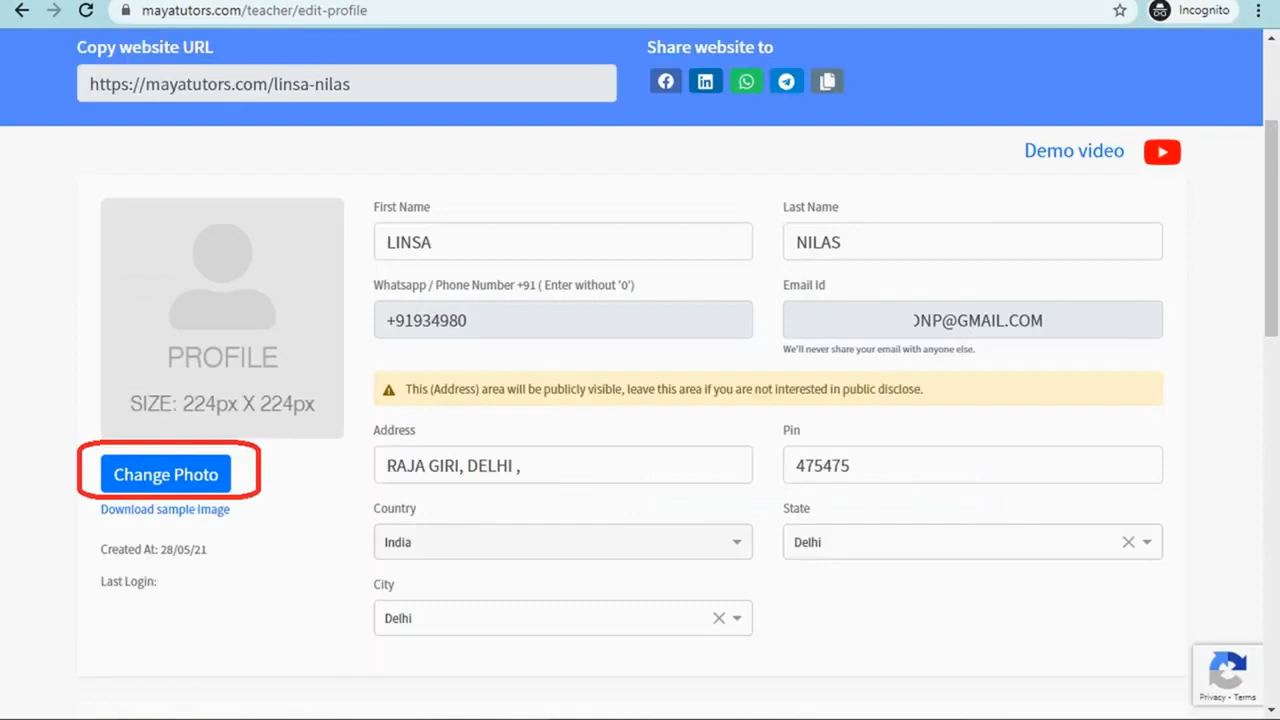 mayatutors.com/teacher/edit-profile
Incognito
Copy website URL
Share website to
https://mayatutors.com/linsa-nilas
Demo video
PROFILE
SIZE: 224px X 224px
Change Photo
Download sample Image
Created At: 28/05/21
Last Login:
First Name
Last Name
LINSA
NILAS
Whatsapp / Phone Number +91 ( Enter without '0')
Email Id
+91934980
NP@GMAIL.COM
We'll never share your email with anyone else.
This (Address) area will be publicly visible, leave this area if you are not interested in public disclose.
Address
Pin
RAJA GIRI, DELHI ,
475475
Country
State
India
Delhi
City
Delhi
Privacy - Terms